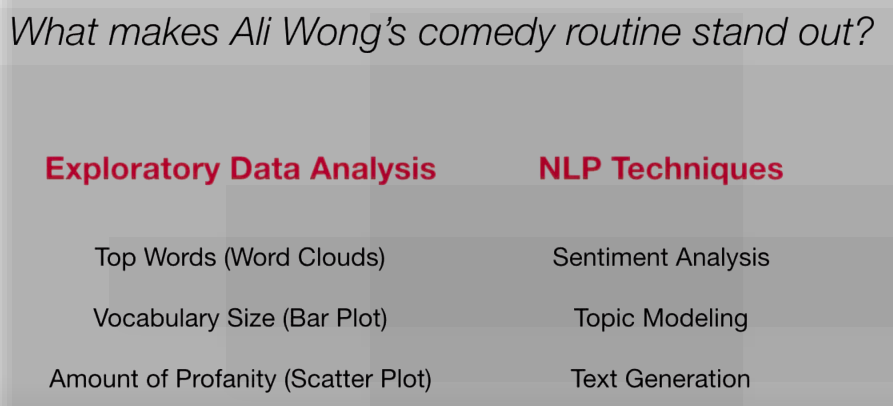 What makes Ali Wong's comedy routine stand out?
Exploratory Data Analysis
Top Words (Word Clouds)
Vocabulary Size (Bar Plot)
Amount of Profanity (Scatter Plot)
NLP Techniques
Sentiment Analysis
Topic Modeling
Text Generation